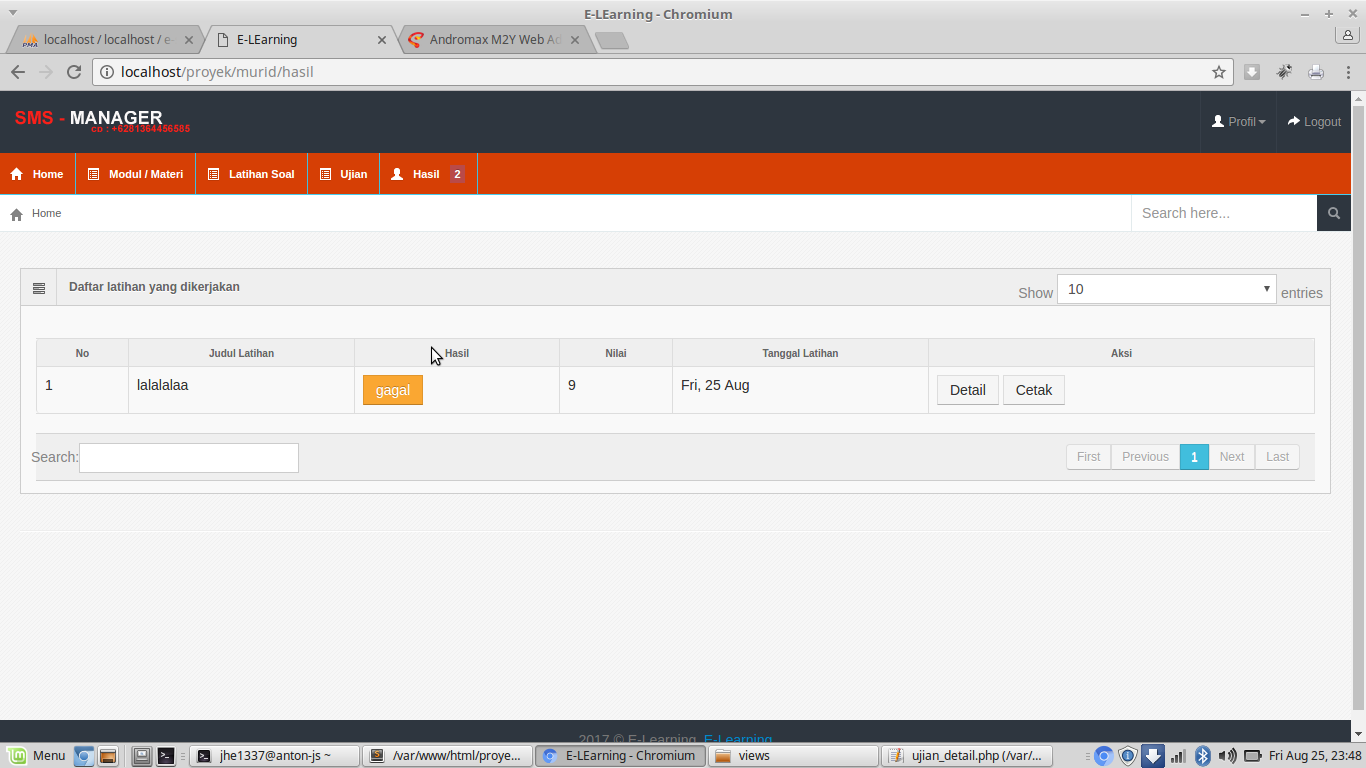 E-LEarning - Chromium
localhost / localhost / e-
E-LEarning
Andromax M2Y Web Ad
localhost/proyek/murid/hasil
SMS - MANAGER
CD : +6281364456585
Profil
Logout
Home
Modul / Materi
Latihan Soal
Ujian
Hasil 2
Home
Search here...
Daftar latihan yang dikerjakan
Show 10 entries
No Judul Latihan Hasil Nilai Tanggal Latihan Aksi
1 lalalalaa gagal 9 Fri, 25 Aug Detail Cetak
Search:
First Previous 1 Next Last
2017 © E-Learning. E-Learning
Menu jhe1337@anton-js ~ /var/www/html/proye... E-LEarning - Chromium views ujian_detail.php (/var/... Fri Aug 25, 23:48